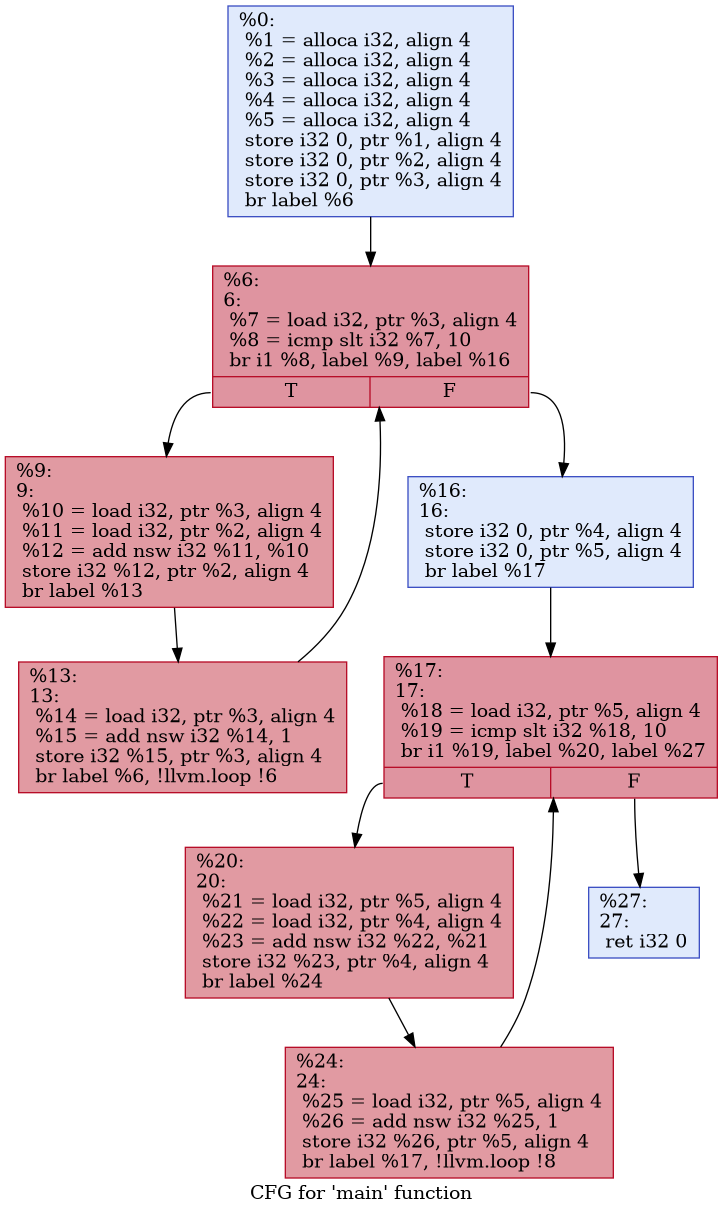 %0:
%1 = alloca i32, align 4
%2 = alloca i32, align 4
%3 = alloca i32, align 4
%4 = alloca i32, align 4
%5 = alloca i32, align 4
store i32 0, ptr %1, align 4
store i32 0, ptr %2, align 4
store i32 0, ptr %3, align 4
br label %6
%6:
6:
%7 = load i32, ptr %3, align 4
%8 = icmp slt i32 %7, 10
br i1 %8, label %9, label %16
T F
%9:
9:
%10 = load i32, ptr %3, align 4
%11 = load i32, ptr %2, align 4
%12 = add nsw i32 %11, %10
store i32 %12, ptr %2, align 4
br label %13
%13:
13:
%14 = load i32, ptr %3, align 4
%15 = add nsw i32 %14, 1
store i32 %15, ptr %3, align 4
br label %6, !llvm.loop !6
%16:
16:
store i32 0, ptr %4, align 4
store i32 0, ptr %5, align 4
br label %17
%17:
17:
%18 = load i32, ptr %5, align 4
%19 = icmp slt i32 %18, 10
br i1 %19, label %20, label %27
T F
%20:
20:
%21 = load i32, ptr %5, align 4
%22 = load i32, ptr %4, align 4
%23 = add nsw i32 %22, %21
store i32 %23, ptr %4, align 4
br label %24
%27:
27:
ret i32 0
%24:
24:
%25 = load i32, ptr %5, align 4
%26 = add nsw i32 %25, 1
store i32 %26, ptr %5, align 4
br label %17, !llvm.loop !8
CFG for 'main' function